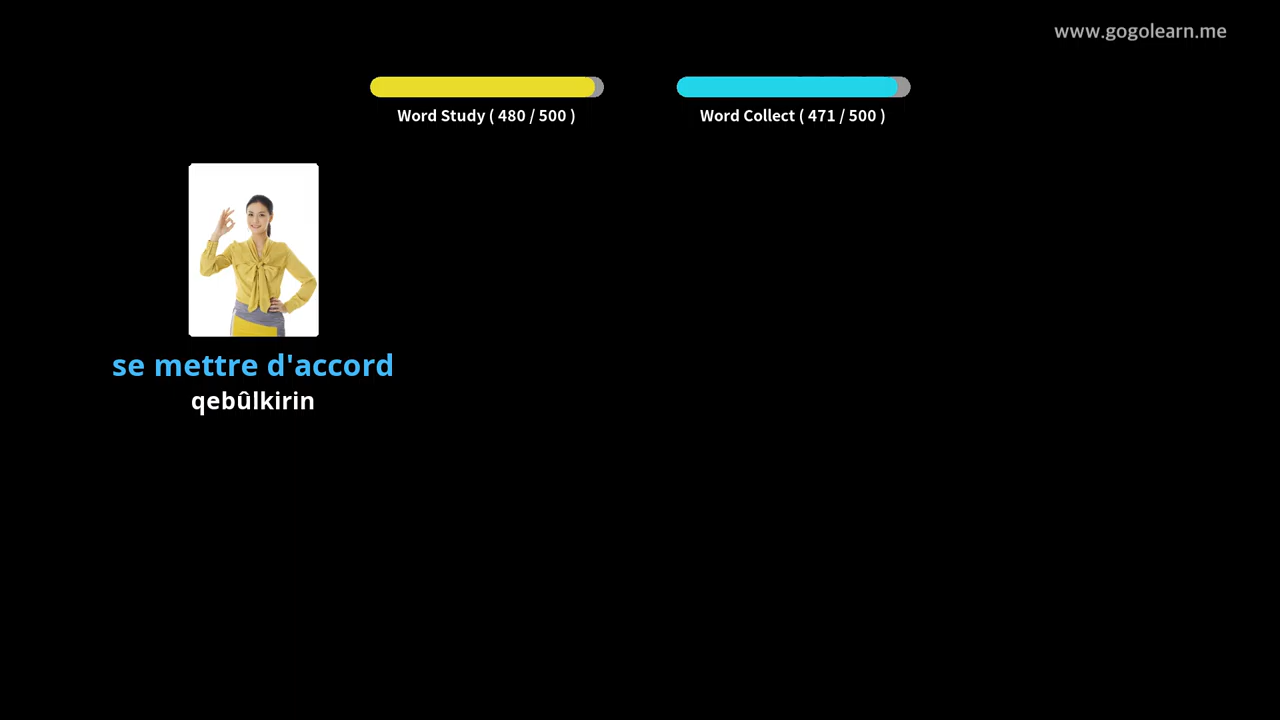 www.gogolearn.me
Word Study ( 480 / 500 )
Word Collect ( 471 / 500 )
se mettre d'accord
qebûlkirin